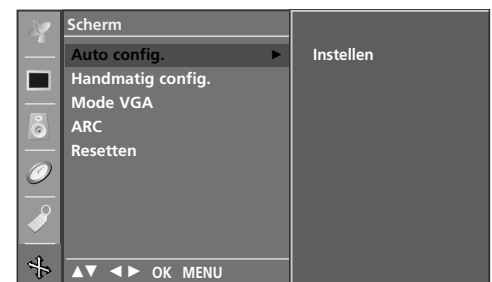 Scherm
Auto config. ►
Instellen
Handmatig config.
Mode VGA
ARC
Resetten
▲▼ ◄► OK MENU